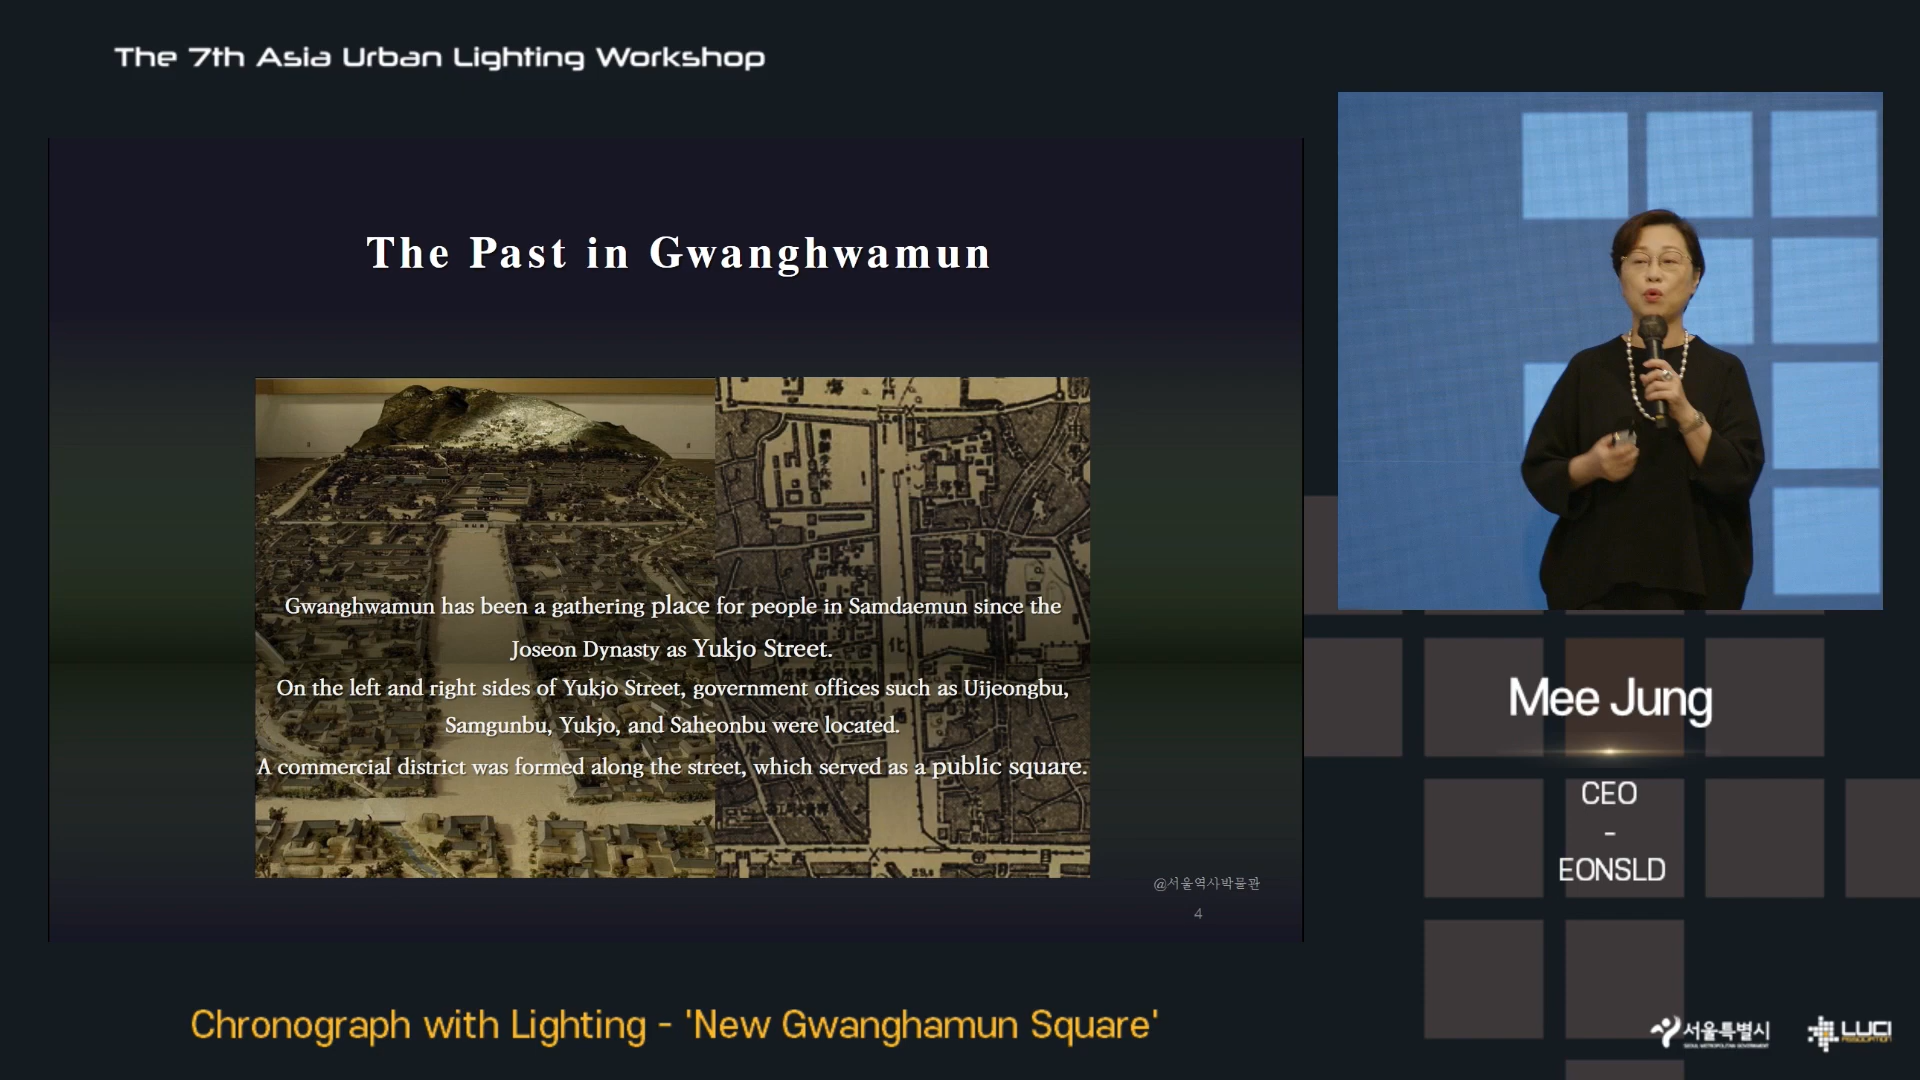 The 7th Asia Urban Lighting Workshop
The Past in Gwanghwamun
Gwanghwamun has been a gathering place for people in Samdaemun since the
Joseon Dynasty as Yukjo Street.
On the left and right sides of Yukjo Street, government offices such as Uijeongbu,
Samgunbu, Yukjo, and Saheonbu were located.
A commercial district was formed along the street, which served as a public square.
@서울역사박물관
4
Mee Jung
CEO
-
EONSLD
Chronograph with Lighting - 'New Gwanghamun Square'
서울특별시
SEOUL METROPOLITAN GOVERNMENT
LUCI
ASSOCIATION